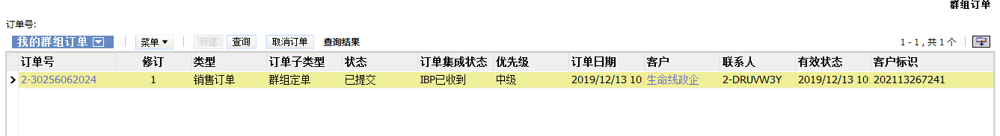 群组订单
订单号:
我的群组订单 菜单 新建 查询 取消订单 查询结果 1 - 1 , 共 1 个
订单号 修订 类型 订单子类型 状态 订单集成状态 优先级 订单日期 客户 联系人 有效状态 客户标识
2-30256062024 1 销售订单 群组定单 已提交 IBP已收到 中级 2019/12/13 10: 生命线政企 2-DRUVW3Y 2019/12/13 10: 202113267241